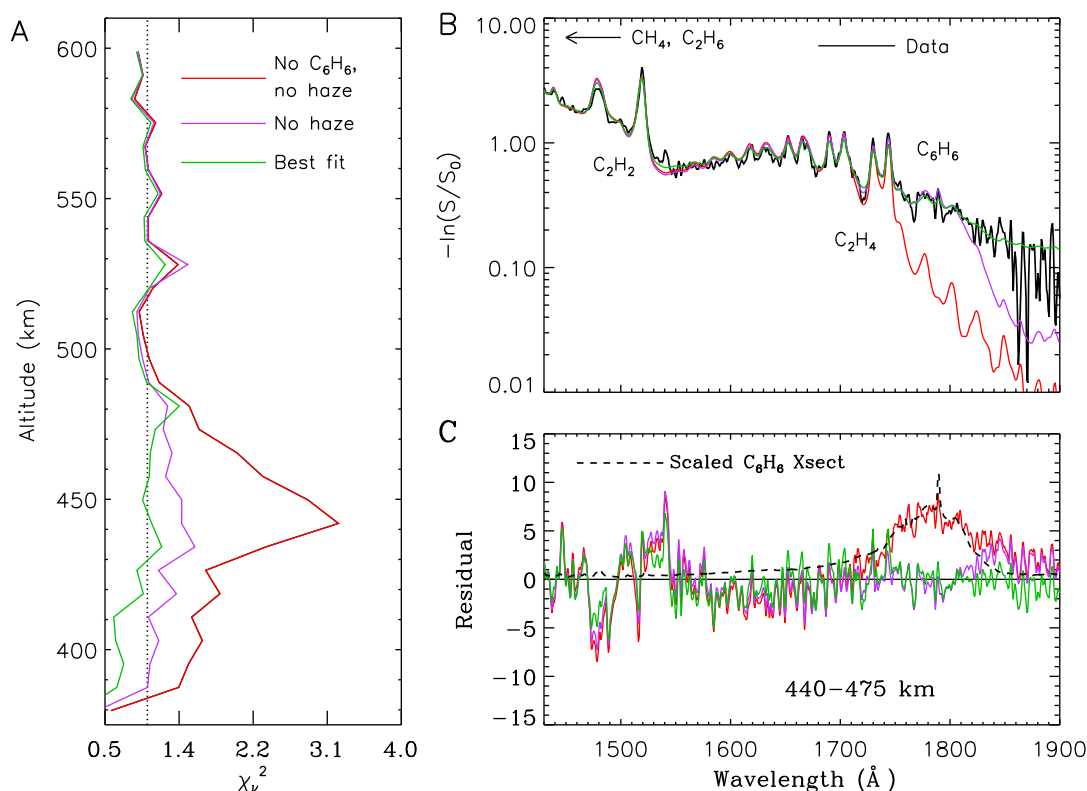 A
600
550
500
450
400
Altitude (km)
0.5 1.4 2.2 3.1 4.0
χν²
No C₆H₆,
no haze
No haze
Best fit
B
10.00
1.00
0.10
0.01
−ln(S/S₀)
CH₄, C₂H₆
Data
C₂H₂
C₂H₄
C₆H₆
C
15
10
5
0
−5
−10
−15
Residual
Scaled C₆H₆ Xsect
440−475 km
1500 1600 1700 1800 1900
Wavelength (Å)